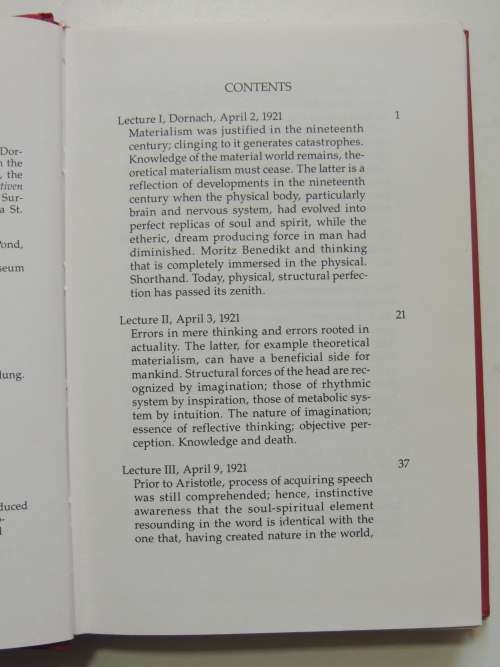 Dor-
n the
, the
tiven
Sur-
a St.
Pond,
seum
lung.
duced
CONTENTS
Lecture I, Dornach, April 2, 1921 1
Materialism was justified in the nineteenth
century; clinging to it generates catastrophes.
Knowledge of the material world remains, the-
oretical materialism must cease. The latter is a
reflection of developments in the nineteenth
century when the physical body, particularly
brain and nervous system, had evolved into
perfect replicas of soul and spirit, while the
etheric, dream producing force in man had
diminished. Moritz Benedikt and thinking
that is completely immersed in the physical.
Shorthand. Today, physical, structural perfec-
tion has passed its zenith.
Lecture II, April 3, 1921 21
Errors in mere thinking and errors rooted in
actuality. The latter, for example theoretical
materialism, can have a beneficial side for
mankind. Structural forces of the head are rec-
ognized by imagination; those of rhythmic
system by inspiration, those of metabolic sys-
tem by intuition. The nature of imagination;
essence of reflective thinking; objective per-
ception. Knowledge and death.
Lecture III, April 9, 1921 37
Prior to Aristotle, process of acquiring speech
was still comprehended; hence, instinctive
awareness that the soul-spiritual element
resounding in the word is identical with the
one that, having created nature in the world,